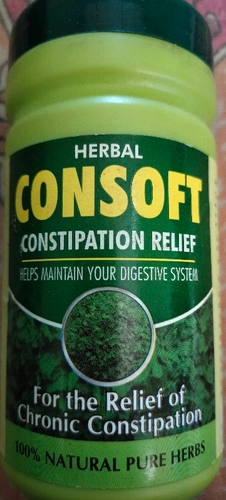 HERBAL
CONSOFT
CONSTIPATION RELIEF
HELPS MAINTAIN YOUR DIGESTIVE SYSTEM
For the Relief of
Chronic Constipation
100% NATURAL PURE HERBS